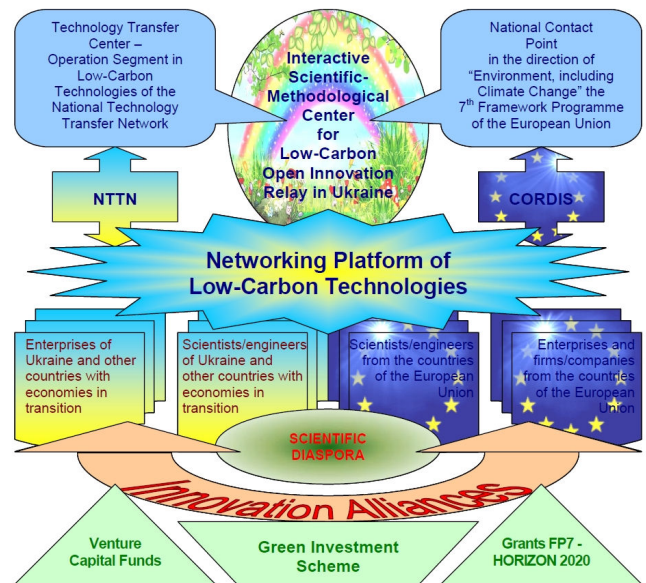 Technology Transfer
Center –
Operation Segment in
Low-Carbon
Technologies of the
National Technology
Transfer Network
Interactive
Scientific-
Methodological
Center
for
Low-Carbon
Open Innovation
Relay in Ukraine
National Contact
Point
in the direction of
“Environment, including
Climate Change” the
7th Framework Programme
of the European Union
NTTN
CORDIS
Networking Platform of
Low-Carbon Technologies
Enterprises of
Ukraine and other
countries with
economies in
transition
Scientists/engineers
of Ukraine and
other countries with
economies in
transition
Scientists/engineers
from the countries
of the European
Union
Enterprises and
firms/companies
from the countries
of the European
Union
SCIENTIFIC
DIASPORA
Innovation Alliances
Venture
Capital Funds
Green Investment
Scheme
Grants FP7 -
HORIZON 2020